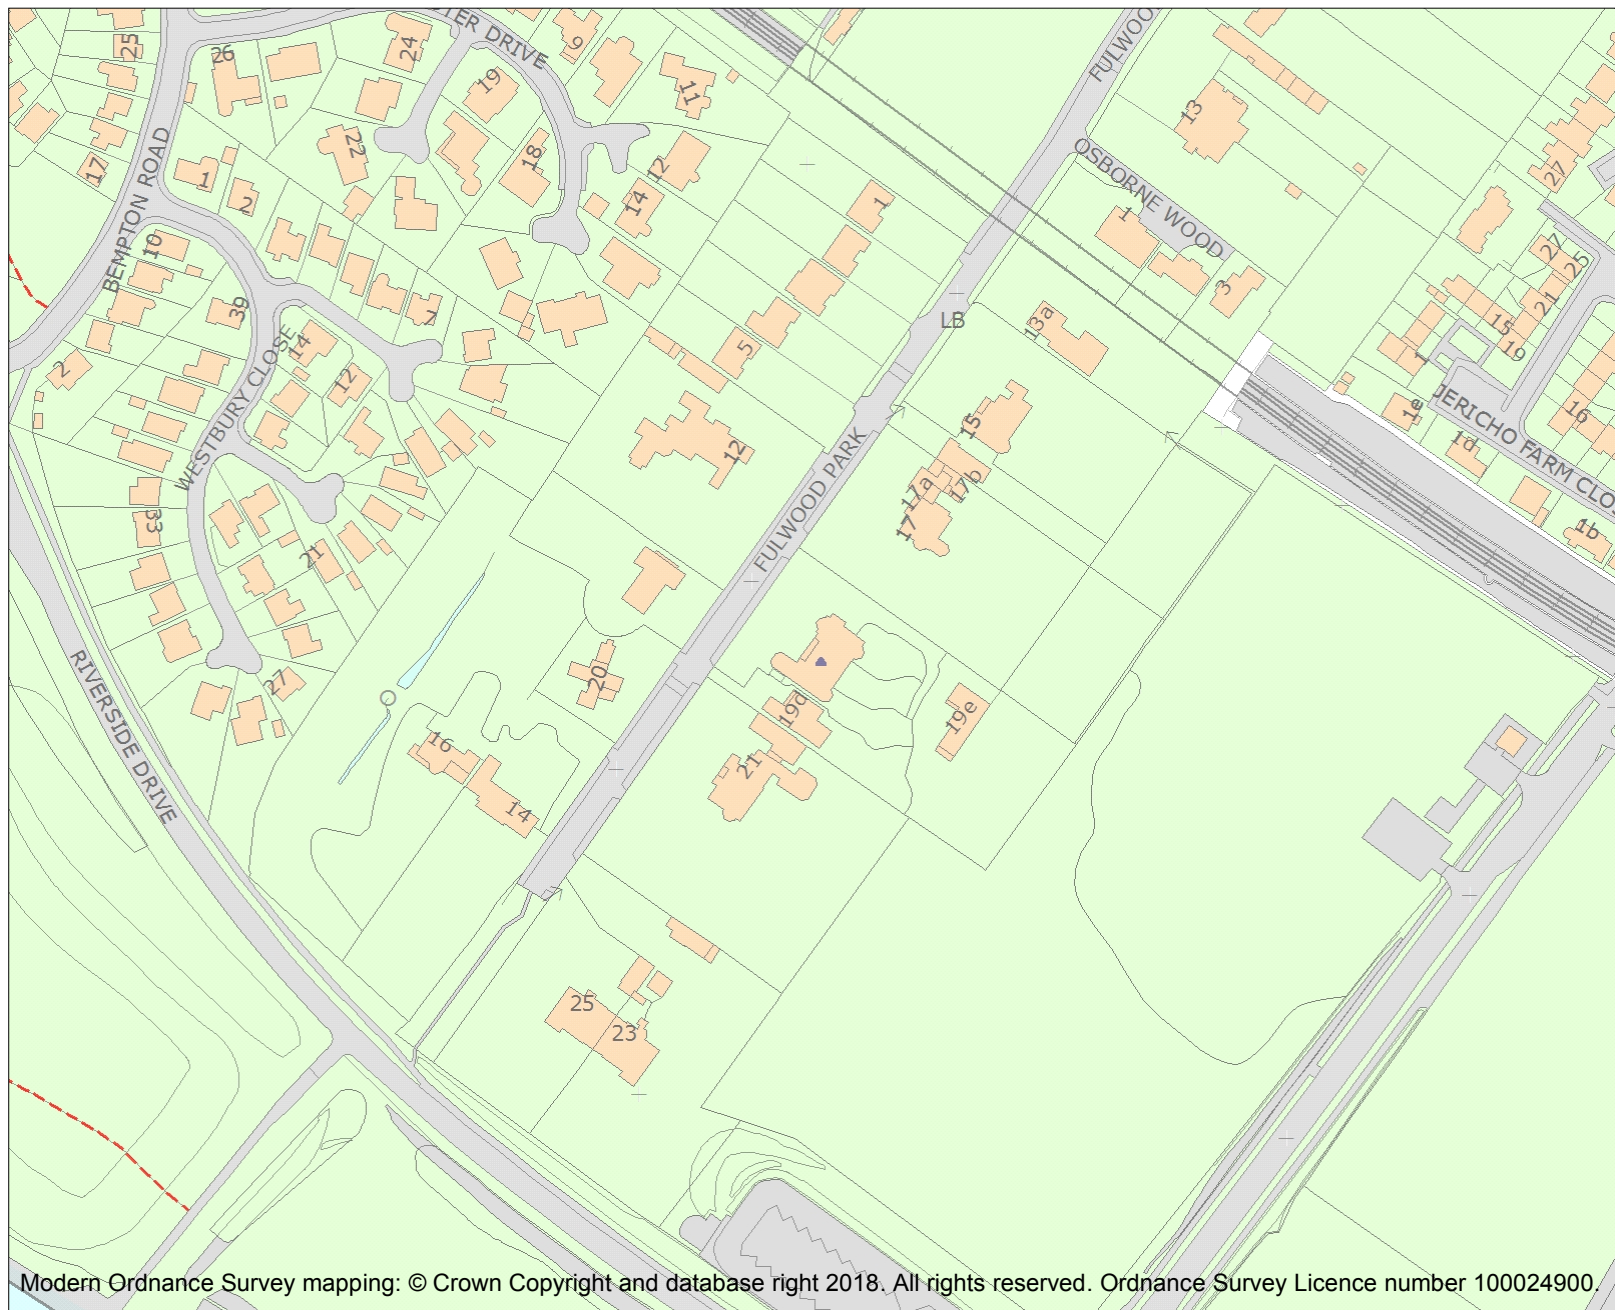 TER DRIVE
FULWOO
25
26
24
9
19
11
13
22
18
12
17
1
2
14
1
BEMPTON ROAD
OSBORNE WOOD
1
27
10
39
7
3
27
25
21
LB
13a
15
19
1
2
14
12
5
WESTBURY CLOSE
12
15
17a
17b
17
FULWOOD PARK
1e
1d
16
JERICHO FARM CLOS
1b
33
21
20
27
19d
19e
16
21
14
RIVERSIDE DRIVE
25
23
Modern Ordnance Survey mapping: © Crown Copyright and database right 2018. All rights reserved. Ordnance Survey Licence number 100024900.